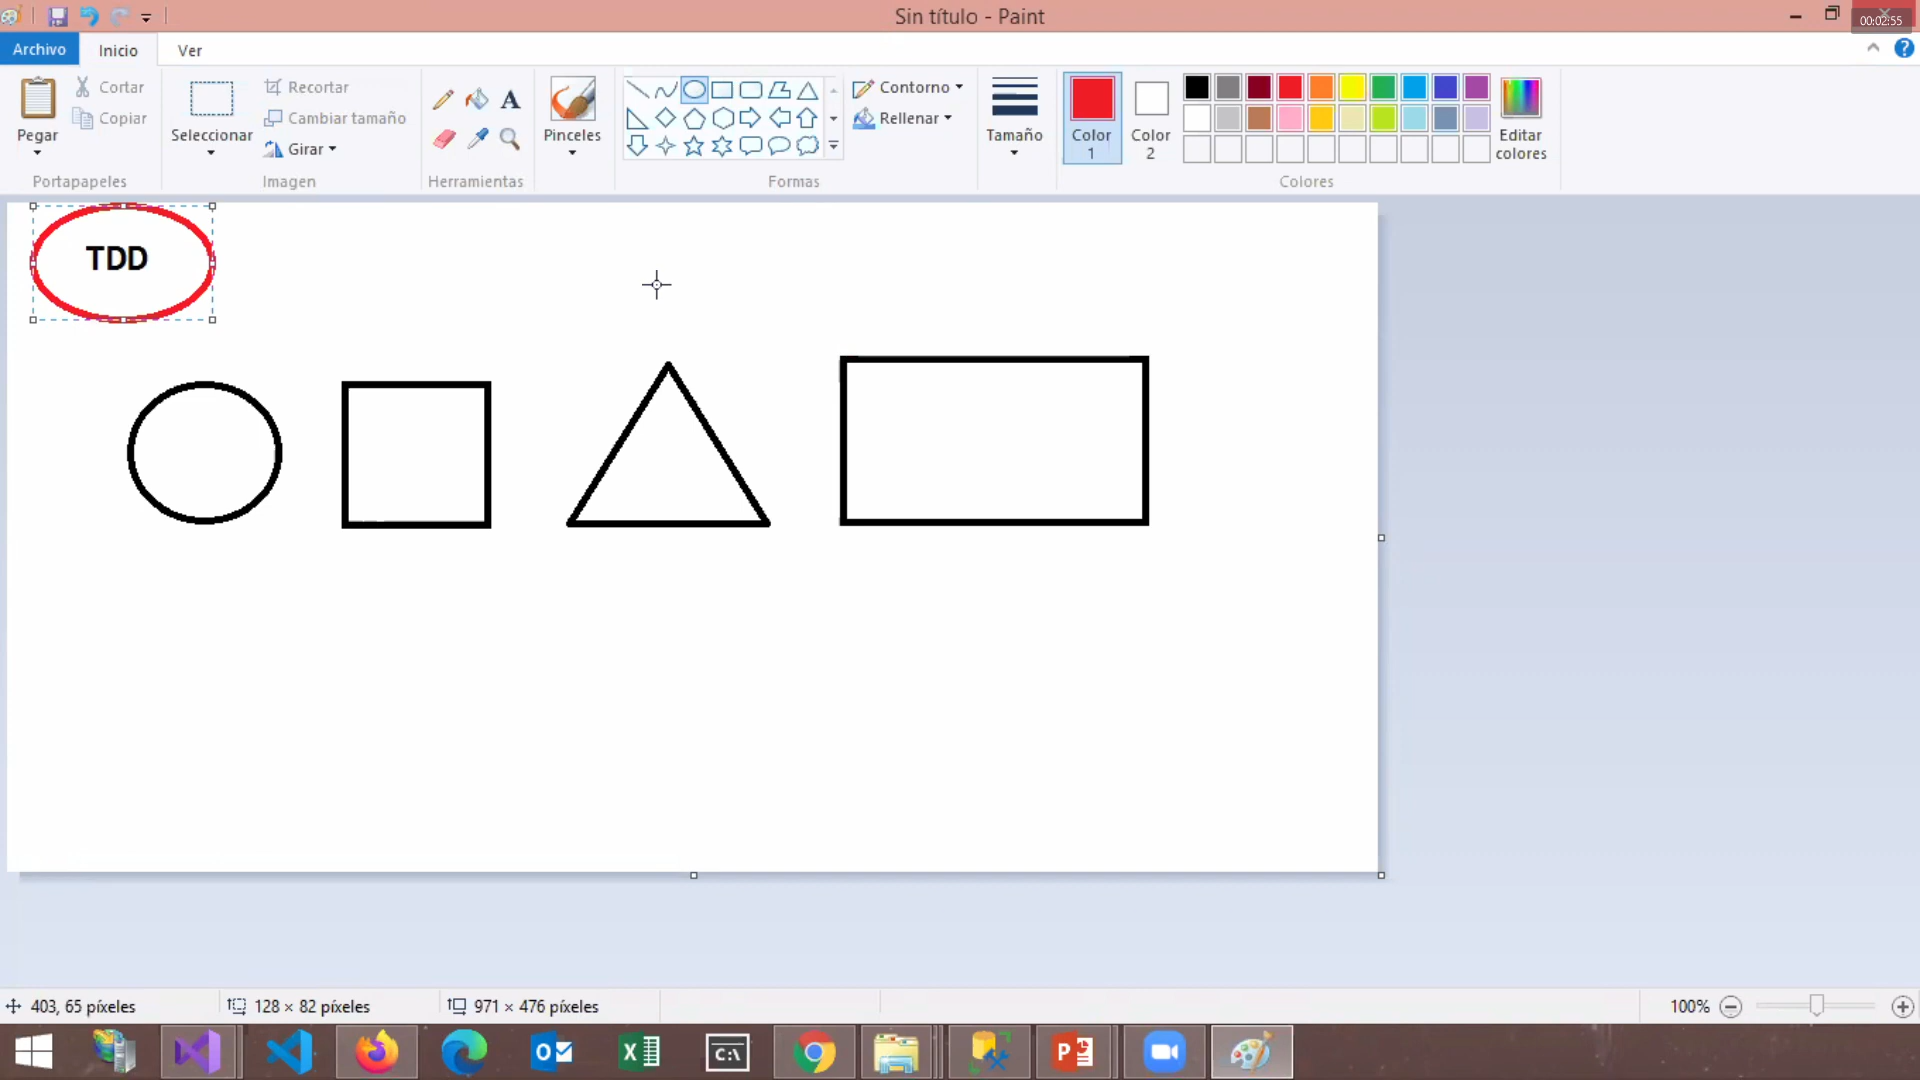 Sin título - Paint
00:02:55
Archivo
Inicio
Ver
?
Pegar
Cortar
Copiar
Portapapeles
Seleccionar
Recortar
Cambiar tamaño
Girar
Imagen
A
Herramientas
Pinceles
Formas
Contorno
Rellenar
Tamaño
Color
1
Color
2
Editar
colores
Colores
TDD
403, 65 píxeles
128 × 82 píxeles
971 × 476 píxeles
100%
C:\